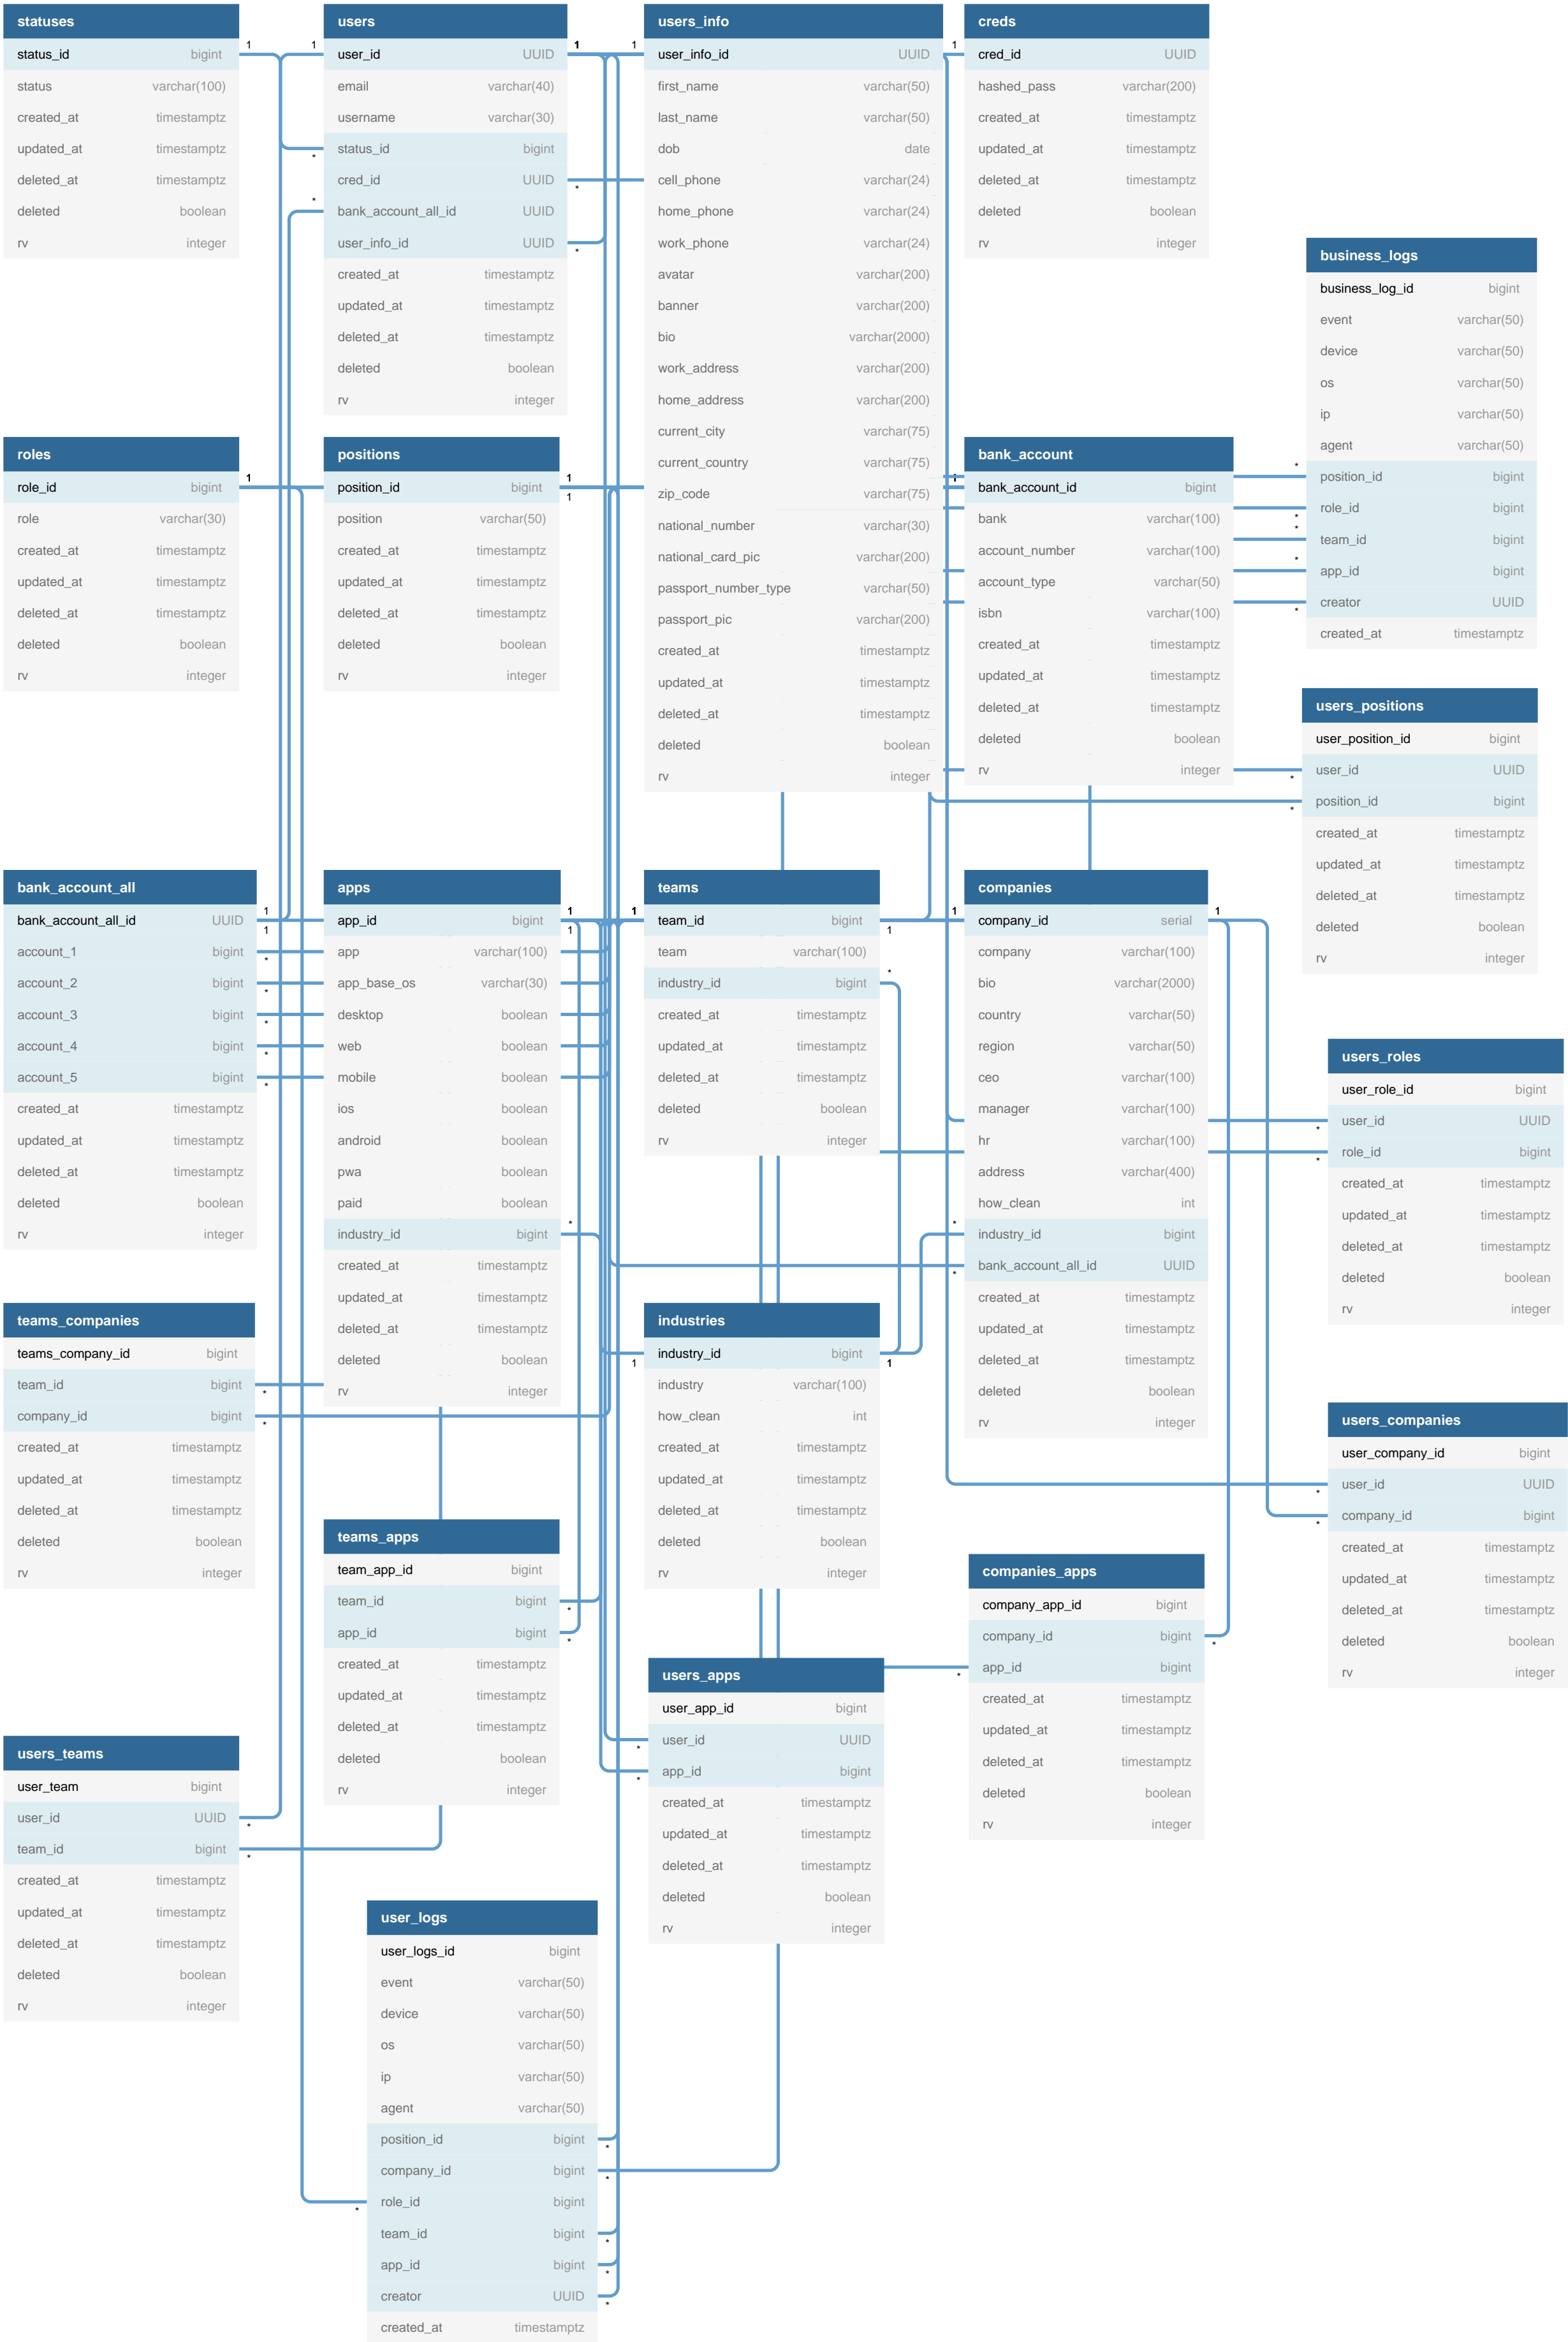 statuses
status_id bigint
status varchar(100)
created_at timestamptz
updated_at timestamptz
deleted_at timestamptz
deleted boolean
rv integer
users
user_id UUID
email varchar(40)
username varchar(30)
status_id bigint
cred_id UUID
bank_account_all_id UUID
user_info_id UUID
created_at timestamptz
updated_at timestamptz
deleted_at timestamptz
deleted boolean
rv integer
users_info
user_info_id UUID
first_name varchar(50)
last_name varchar(50)
dob date
cell_phone varchar(24)
home_phone varchar(24)
work_phone varchar(24)
avatar varchar(200)
banner varchar(200)
bio varchar(2000)
work_address varchar(200)
home_address varchar(200)
current_city varchar(75)
current_country varchar(75)
zip_code varchar(75)
national_number varchar(30)
national_card_pic varchar(200)
passport_number_type varchar(50)
passport_pic varchar(200)
created_at timestamptz
updated_at timestamptz
deleted_at timestamptz
deleted boolean
rv integer
creds
cred_id UUID
hashed_pass varchar(200)
created_at timestamptz
updated_at timestamptz
deleted_at timestamptz
deleted boolean
rv integer
business_logs
business_log_id bigint
event varchar(50)
device varchar(50)
os varchar(50)
ip varchar(50)
agent varchar(50)
position_id bigint
role_id bigint
team_id bigint
app_id bigint
creator UUID
created_at timestamptz
roles
role_id bigint
role varchar(30)
created_at timestamptz
updated_at timestamptz
deleted_at timestamptz
deleted boolean
rv integer
positions
position_id bigint
position varchar(50)
created_at timestamptz
updated_at timestamptz
deleted_at timestamptz
deleted boolean
rv integer
bank_account
bank_account_id bigint
bank varchar(100)
account_number varchar(100)
account_type varchar(50)
isbn varchar(100)
created_at timestamptz
updated_at timestamptz
deleted_at timestamptz
deleted boolean
rv integer
users_positions
user_position_id bigint
user_id UUID
position_id bigint
created_at timestamptz
updated_at timestamptz
deleted_at timestamptz
deleted boolean
rv integer
bank_account_all
bank_account_all_id UUID
account_1 bigint
account_2 bigint
account_3 bigint
account_4 bigint
account_5 bigint
created_at timestamptz
updated_at timestamptz
deleted_at timestamptz
deleted boolean
rv integer
apps
app_id bigint
app varchar(100)
app_base_os varchar(30)
desktop boolean
web boolean
mobile boolean
ios boolean
android boolean
pwa boolean
paid boolean
industry_id bigint
created_at timestamptz
updated_at timestamptz
deleted_at timestamptz
deleted boolean
rv integer
teams
team_id bigint
team varchar(100)
industry_id bigint
created_at timestamptz
updated_at timestamptz
deleted_at timestamptz
deleted boolean
rv integer
companies
company_id serial
company varchar(100)
bio varchar(2000)
country varchar(50)
region varchar(50)
ceo varchar(100)
manager varchar(100)
hr varchar(100)
address varchar(400)
how_clean int
industry_id bigint
bank_account_all_id UUID
created_at timestamptz
updated_at timestamptz
deleted_at timestamptz
deleted boolean
rv integer
users_roles
user_role_id bigint
user_id UUID
role_id bigint
created_at timestamptz
updated_at timestamptz
deleted_at timestamptz
deleted boolean
rv integer
teams_companies
teams_company_id bigint
team_id bigint
company_id bigint
created_at timestamptz
updated_at timestamptz
deleted_at timestamptz
deleted boolean
rv integer
industries
industry_id bigint
industry varchar(100)
how_clean int
created_at timestamptz
updated_at timestamptz
deleted_at timestamptz
deleted boolean
rv integer
users_companies
user_company_id bigint
user_id UUID
company_id bigint
created_at timestamptz
updated_at timestamptz
deleted_at timestamptz
deleted boolean
rv integer
teams_apps
team_app_id bigint
team_id bigint
app_id bigint
created_at timestamptz
updated_at timestamptz
deleted_at timestamptz
deleted boolean
rv integer
companies_apps
company_app_id bigint
company_id bigint
app_id bigint
created_at timestamptz
updated_at timestamptz
deleted_at timestamptz
deleted boolean
rv integer
users_apps
user_app_id bigint
user_id UUID
app_id bigint
created_at timestamptz
updated_at timestamptz
deleted_at timestamptz
deleted boolean
rv integer
users_teams
user_team bigint
user_id UUID
team_id bigint
created_at timestamptz
updated_at timestamptz
deleted_at timestamptz
deleted boolean
rv integer
user_logs
user_logs_id bigint
event varchar(50)
device varchar(50)
os varchar(50)
ip varchar(50)
agent varchar(50)
position_id bigint
company_id bigint
role_id bigint
team_id bigint
app_id bigint
creator UUID
created_at timestamptz